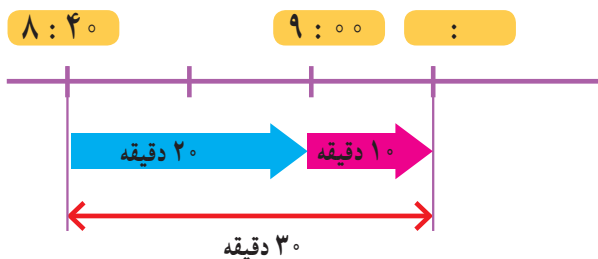 ۸ : ۴۰
۹ : ۰۰
:
۲۰ دقیقه
۱۰ دقیقه
۳۰ دقیقه